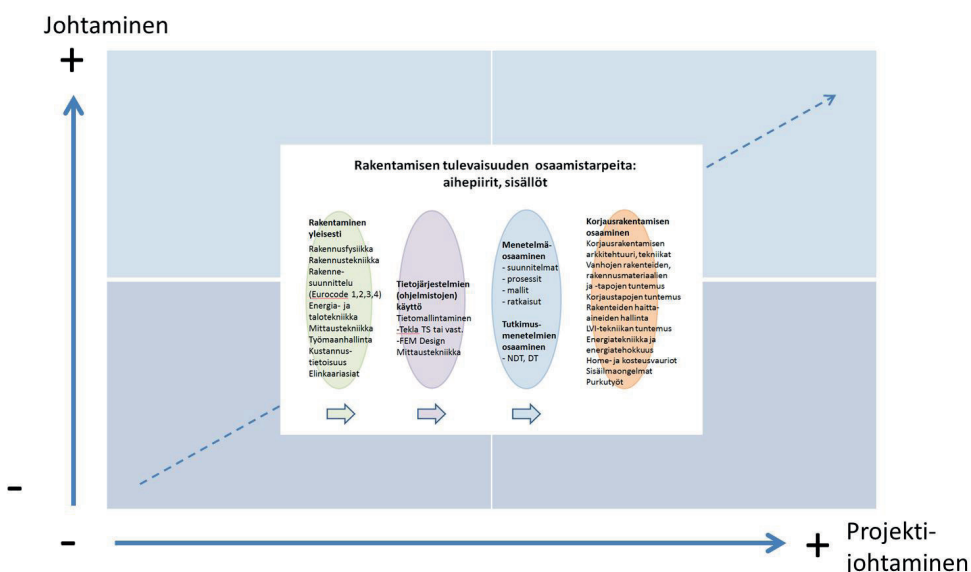 Johtaminen
+
Rakentamisen tulevaisuuden osaamistarpeita:
aihepiirit, sisällöt
Rakentaminen
yleisesti
Rakennusfysiikka
Rakennustekniikka
Rakenne-
suunnittelu
(Eurocode 1,2,3,4)
Energia- ja
talotekniikka
Mittaustekniikka
Työmaanhallinta
Kustannus-
tietoisuus
Elinkaariasiat
Tietojärjestelmien
(ohjelmistojen)
käyttö
Tietomallintaminen
-Tekla TS tai vast.
-FEM Design
Mittaustekniikka
Menetelmä-
osaaminen
- suunnitelmat
- prosessit
- mallit
- ratkaisut
Tutkimus-
menetelmien
osaaminen
- NDT, DT
Korjausrakentamisen
osaaminen
Korjausrakentamisen
arkkitehtuuri, tekniikat
Vanhojen rakenteiden,
rakennusmateriaalien
ja -tapojen tuntemus
Korjaustapojen tuntemus
Rakenteiden haitta-
aineiden hallinta
LVI-tekniikan tuntemus
Energiatekniikka ja
energiatehokkuus
Home- ja kosteusvauriot
Sisäilmaongelmat
Purkutyöt
-
-
+
Projekti-
johtaminen